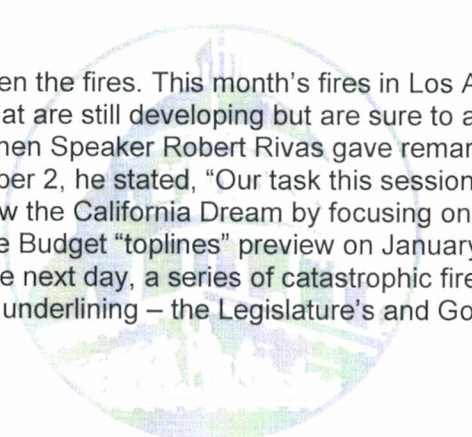 en the fires. This month's fires in Los A
at are still developing but are sure to a
hen Speaker Robert Rivas gave remar
ber 2, he stated, “Our task this session
w the California Dream by focusing on
e Budget “toplines” preview on January
e next day, a series of catastrophic fire
underlining – the Legislature's and Go